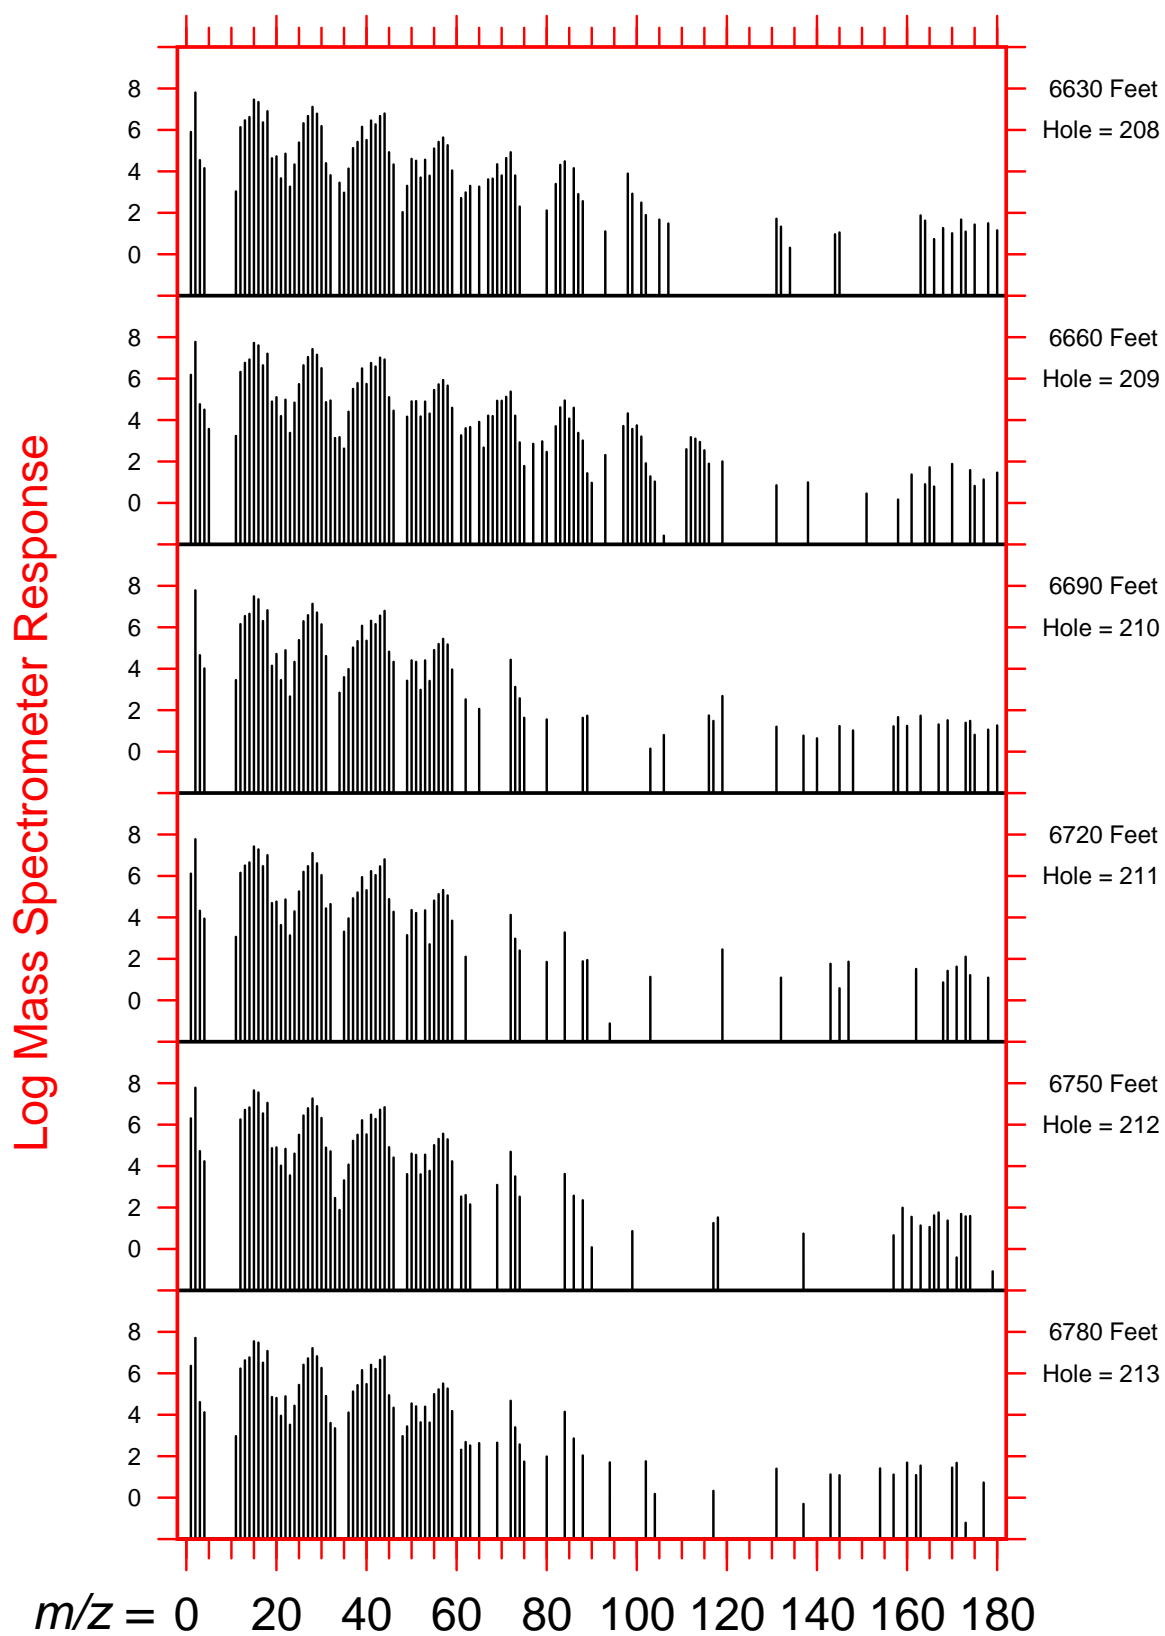 8 6630 Feet
6 Hole = 208
4
2
0
8 6660 Feet
6 Hole = 209
4
2
0
8 6690 Feet
6 Hole = 210
4
2
0
8 6720 Feet
6 Hole = 211
4
2
0
8 6750 Feet
6 Hole = 212
4
2
0
8 6780 Feet
6 Hole = 213
4
2
0
Log Mass Spectrometer Response
m/z = 0 20 40 60 80 100 120 140 160 180